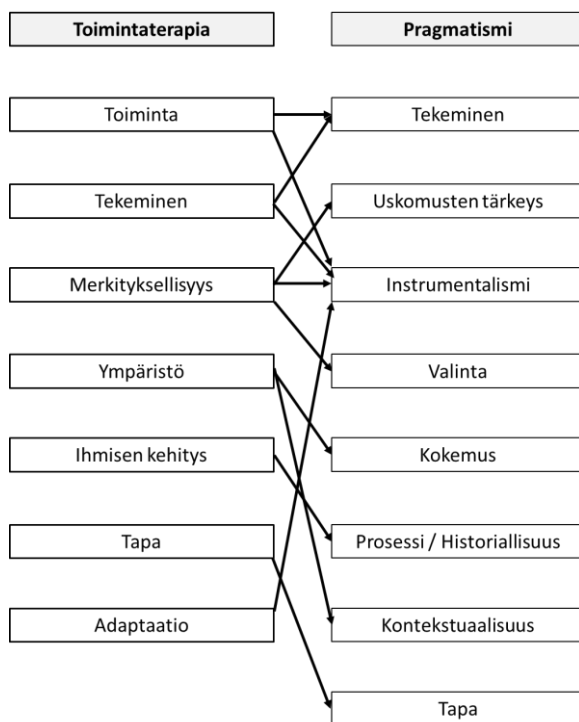 Toimintaterapia
Pragmatismi
Toiminta
Tekeminen
Tekeminen
Uskomusten tärkeys
Merkityksellisyys
Instrumentalismi
Ympäristö
Valinta
Ihmisen kehitys
Kokemus
Tapa
Prosessi / Historiallisuus
Adaptaatio
Kontekstuaalisuus
Tapa